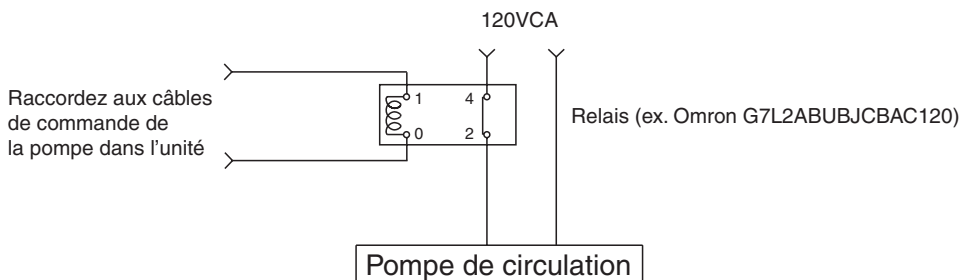 120VCA
Raccordez aux câbles
de commande de
la pompe dans l'unité
1 4
0 2
Relais (ex. Omron G7L2ABUBJCBAC120)
Pompe de circulation